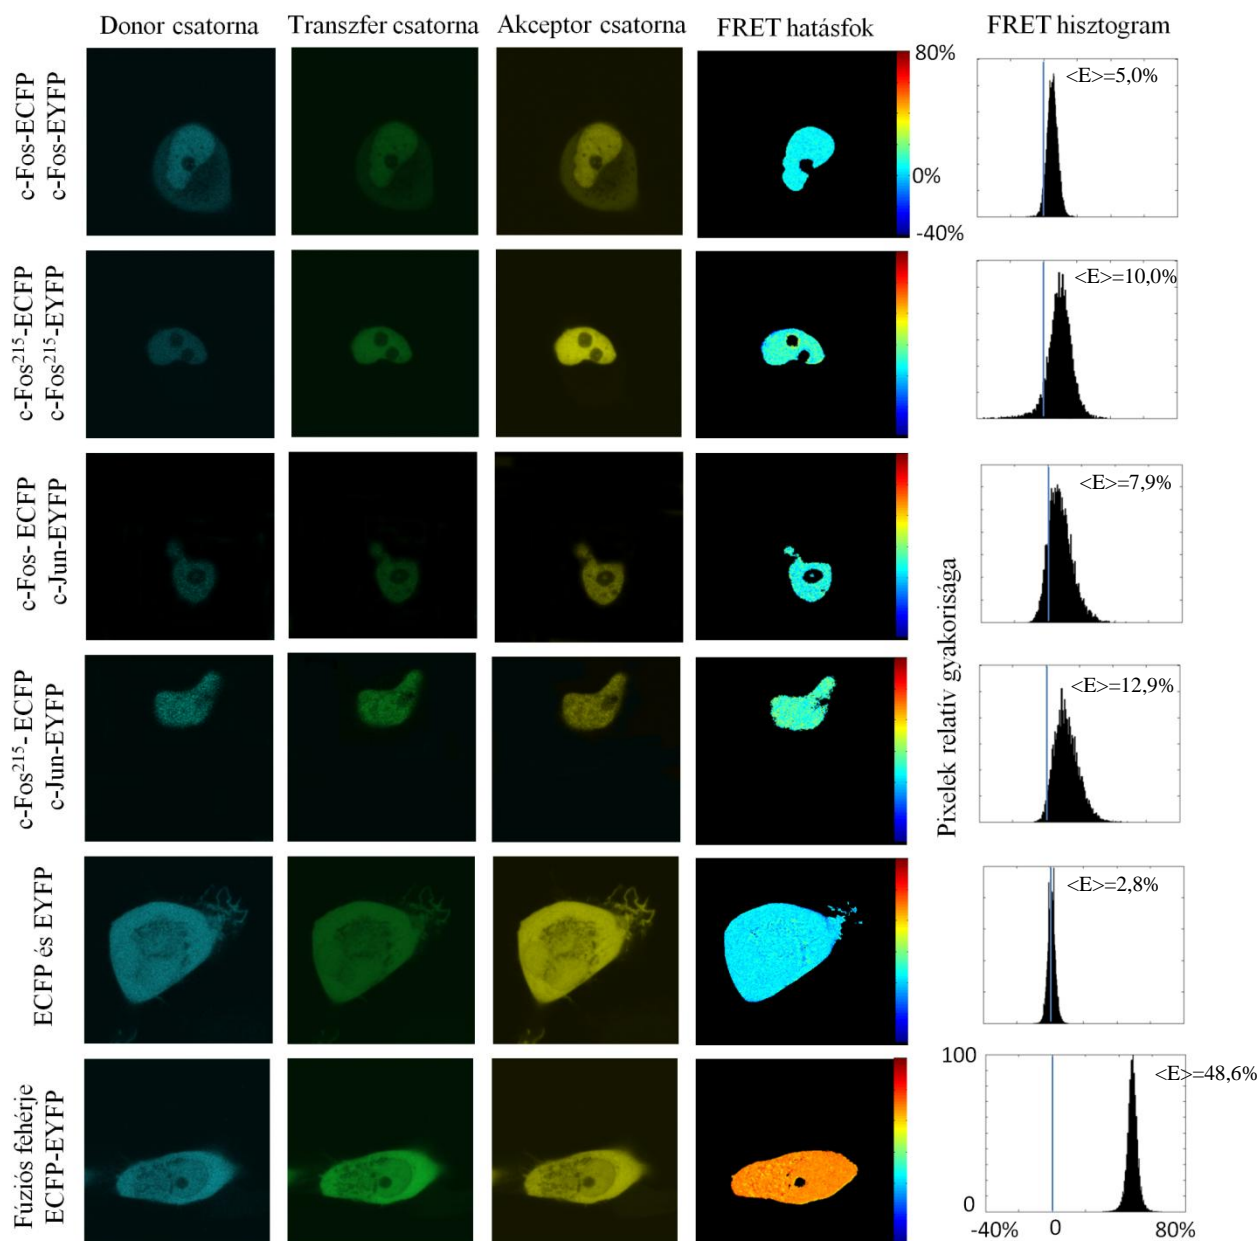 Donor csatorna
Transzfer csatorna
Akceptor csatorna
FRET hatásfok
FRET hisztogram
c-Fos-ECFP
c-Fos-EYFP
80%
0%
-40%
<E>=5,0%
c-Fos²¹⁵-ECFP
c-Fos²¹⁵-EYFP
<E>=10,0%
c-Fos- ECFP
c-Jun-EYFP
<E>=7,9%
Pixelek relatív gyakorisága
c-Fos²¹⁵- ECFP
c-Jun-EYFP
<E>=12,9%
ECFP és EYFP
<E>=2,8%
Fúziós fehérje
ECFP-EYFP
100
0
<E>=48,6%
-40%
0
80%